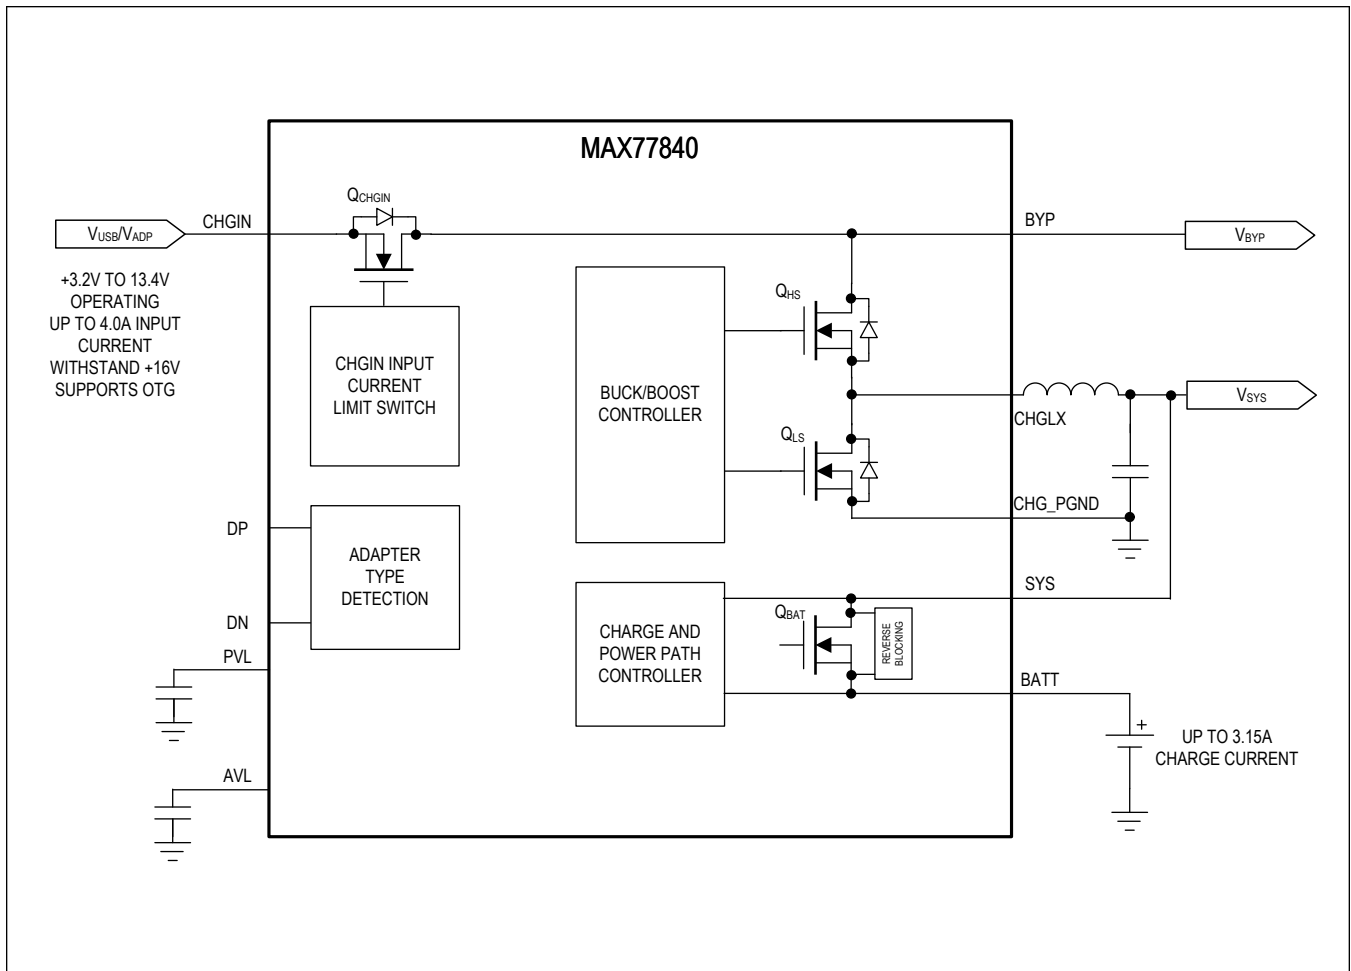 MAX77840
QCHGIN
CHGIN
VUSB/VADP
+3.2V TO 13.4V
OPERATING
UP TO 4.0A INPUT
CURRENT
WITHSTAND +16V
SUPPORTS OTG
CHGIN INPUT
CURRENT
LIMIT SWITCH
BYP
VBYP
QHS
BUCK/BOOST
CONTROLLER
QLS
CHGLX
VSYS
CHG_PGND
DP
ADAPTER
TYPE
DETECTION
DN
PVL
AVL
CHARGE AND
POWER PATH
CONTROLLER
QBAT
REVERSE
BLOCKING
SYS
BATT
+
UP TO 3.15A
CHARGE CURRENT